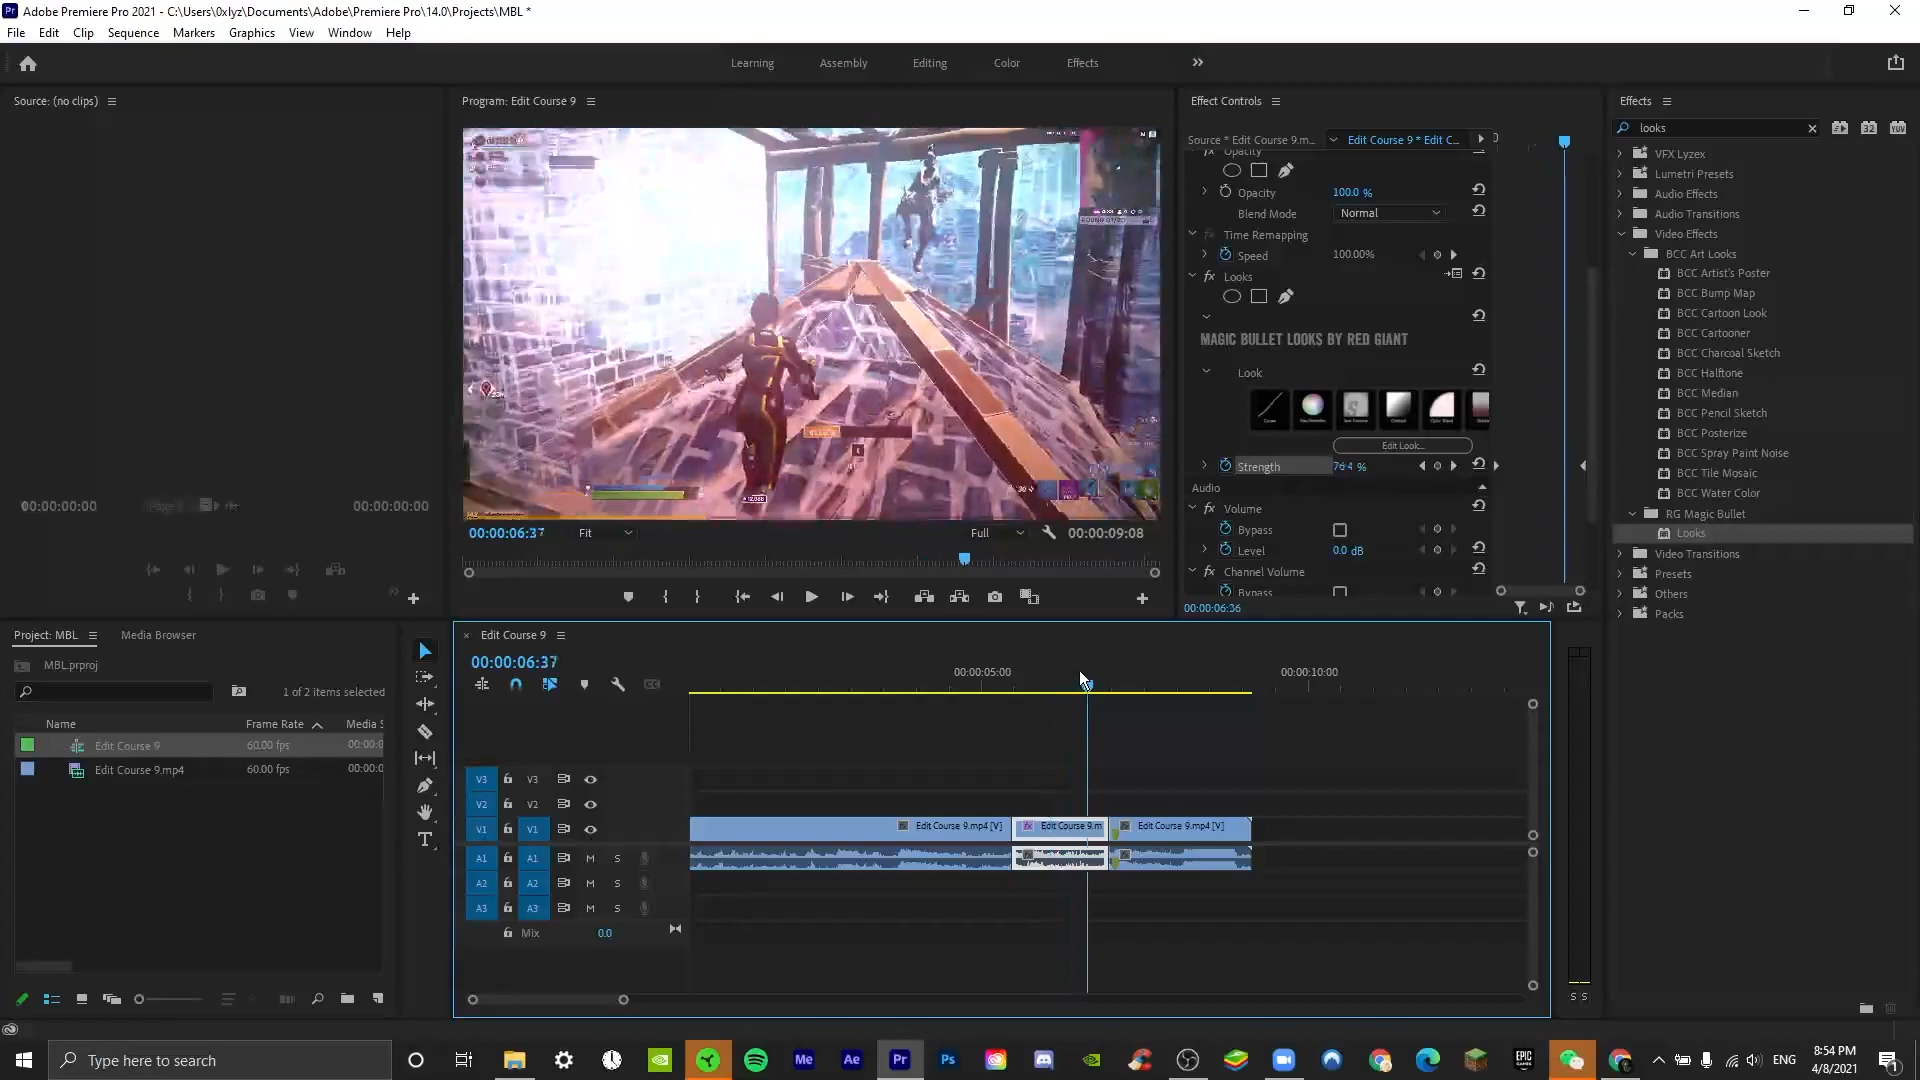 Adobe Premiere Pro 2021 - C:\Users\0xlyz\Documents\Adobe\Premiere Pro\14.0\Projects\MBL *
File Edit Clip Sequence Markers Graphics View Window Help
Learning Assembly Editing Color Effects
Source: (no clips)
Program: Edit Course 9
Effect Controls
Effects
looks
Source * Edit Course 9.m...
Edit Course 9 * Edit C...
Opacity
Opacity 100.0 %
Blend Mode Normal
Time Remapping
Speed 100.00%
Looks
MAGIC BULLET LOOKS BY RED GIANT
Look
Edit Look...
Strength
Audio
Volume
Bypass
Level 0.0 dB
Channel Volume
Bypass
00:00:06:36
VFX Lyzex
Lumetri Presets
Audio Effects
Audio Transitions
Video Effects
BCC Art Looks
BCC Artist's Poster
BCC Bump Map
BCC Cartoon Look
BCC Cartooner
BCC Charcoal Sketch
BCC Halftone
BCC Median
BCC Pencil Sketch
BCC Posterize
BCC Spray Paint Noise
BCC Tile Mosaic
BCC Water Color
RG Magic Bullet
Looks
Video Transitions
Presets
Others
Packs
00:00:00:00
00:00:00:00
00:00:06:37 Fit Full 00:00:09:08
Project: MBL
Media Browser
MBL.prproj
1 of 2 items selected
Name Frame Rate Media S
Edit Course 9 60.00 fps 00:00:0
Edit Course 9.mp4 60.00 fps 00:00:0
× Edit Course 9
00:00:06:37
00:00:05:00
00:00:10:00
V3 V3
V2 V2
V1 V1
Edit Course 9.mp4 [V]
Edit Course 9.m
Edit Course 9.mp4 [V]
A1 A1 M S
A2 A2 M S
A3 A3 M S
Mix 0.0
S S
Type here to search
Me Ae Pr Ps
EPIC GAMES
ENG
8:54 PM
4/8/2021